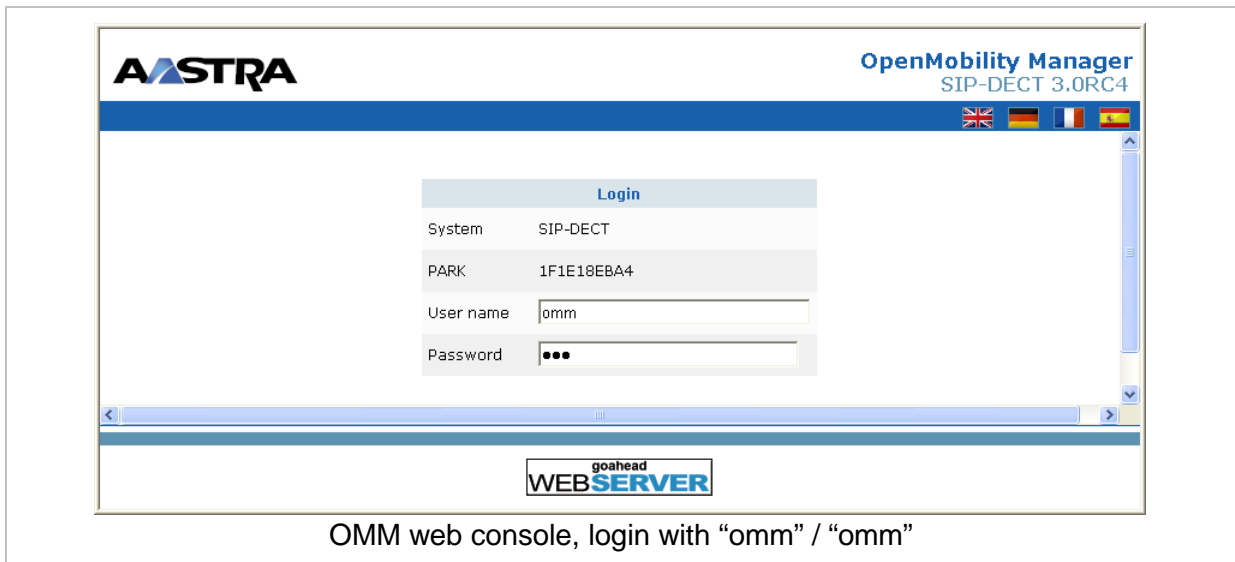 AASTRA
OpenMobility Manager
SIP-DECT 3.0RC4
Login
System SIP-DECT
PARK 1F1E18EBA4
User name omm
Password •••
goahead
WEBSERVER
OMM web console, login with “omm” / “omm”